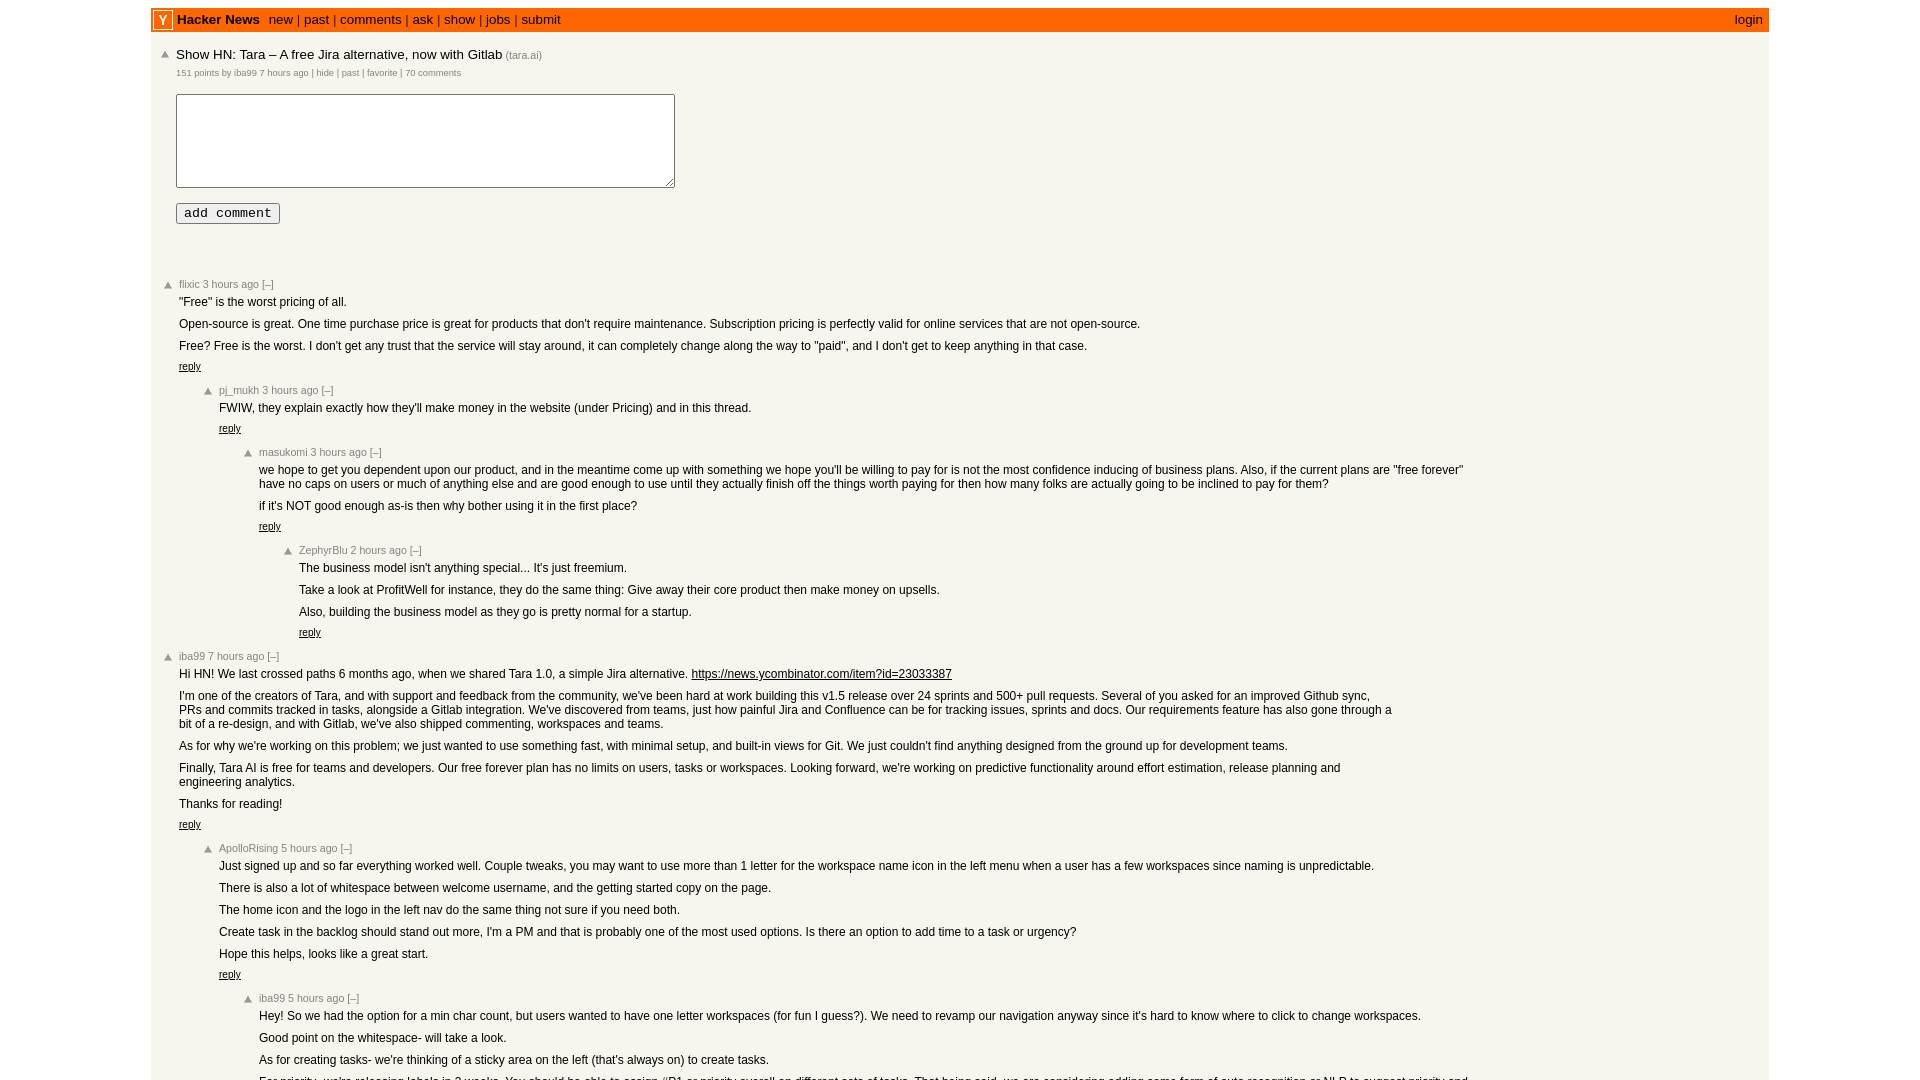 Y Hacker News new | past | comments | ask | show | jobs | submit login
Show HN: Tara – A free Jira alternative, now with Gitlab (tara.ai)
151 points by iba99 7 hours ago | hide | past | favorite | 70 comments
add comment
flixic 3 hours ago [–]
"Free" is the worst pricing of all.
Open-source is great. One time purchase price is great for products that don't require maintenance. Subscription pricing is perfectly valid for online services that are not open-source.
Free? Free is the worst. I don't get any trust that the service will stay around, it can completely change along the way to "paid", and I don't get to keep anything in that case.
reply
pj_mukh 3 hours ago [–]
FWIW, they explain exactly how they'll make money in the website (under Pricing) and in this thread.
reply
masukomi 3 hours ago [–]
we hope to get you dependent upon our product, and in the meantime come up with something we hope you'll be willing to pay for is not the most confidence inducing of business plans. Also, if the current plans are "free forever"
have no caps on users or much of anything else and are good enough to use until they actually finish off the things worth paying for then how many folks are actually going to be inclined to pay for them?
if it's NOT good enough as-is then why bother using it in the first place?
reply
ZephyrBlu 2 hours ago [–]
The business model isn't anything special... It's just freemium.
Take a look at ProfitWell for instance, they do the same thing: Give away their core product then make money on upsells.
Also, building the business model as they go is pretty normal for a startup.
reply
iba99 7 hours ago [–]
Hi HN! We last crossed paths 6 months ago, when we shared Tara 1.0, a simple Jira alternative. https://news.ycombinator.com/item?id=23033387
I'm one of the creators of Tara, and with support and feedback from the community, we've been hard at work building this v1.5 release over 24 sprints and 500+ pull requests. Several of you asked for an improved Github sync,
PRs and commits tracked in tasks, alongside a Gitlab integration. We've discovered from teams, just how painful Jira and Confluence can be for tracking issues, sprints and docs. Our requirements feature has also gone through a
bit of a re-design, and with Gitlab, we've also shipped commenting, workspaces and teams.
As for why we're working on this problem; we just wanted to use something fast, with minimal setup, and built-in views for Git. We just couldn't find anything designed from the ground up for development teams.
Finally, Tara AI is free for teams and developers. Our free forever plan has no limits on users, tasks or workspaces. Looking forward, we're working on predictive functionality around effort estimation, release planning and
engineering analytics.
Thanks for reading!
reply
ApolloRising 5 hours ago [–]
Just signed up and so far everything worked well. Couple tweaks, you may want to use more than 1 letter for the workspace name icon in the left menu when a user has a few workspaces since naming is unpredictable.
There is also a lot of whitespace between welcome username, and the getting started copy on the page.
The home icon and the logo in the left nav do the same thing not sure if you need both.
Create task in the backlog should stand out more, I'm a PM and that is probably one of the most used options. Is there an option to add time to a task or urgency?
Hope this helps, looks like a great start.
reply
iba99 5 hours ago [–]
Hey! So we had the option for a min char count, but users wanted to have one letter workspaces (for fun I guess?). We need to revamp our navigation anyway since it's hard to know where to click to change workspaces.
Good point on the whitespace- will take a look.
As for creating tasks- we're thinking of a sticky area on the left (that's always on) to create tasks.